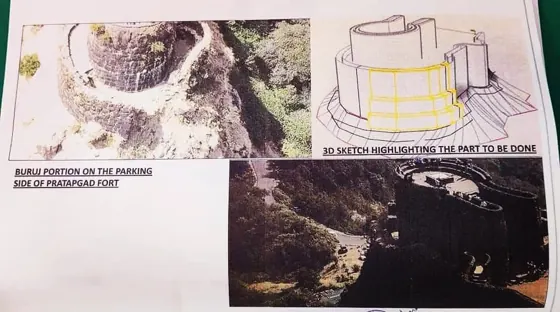 3D SKETCH HIGHLIGHTING THE PART TO BE DONE
BURUJ PORTION ON THE PARKING
SIDE OF PRATAPGAD FORT